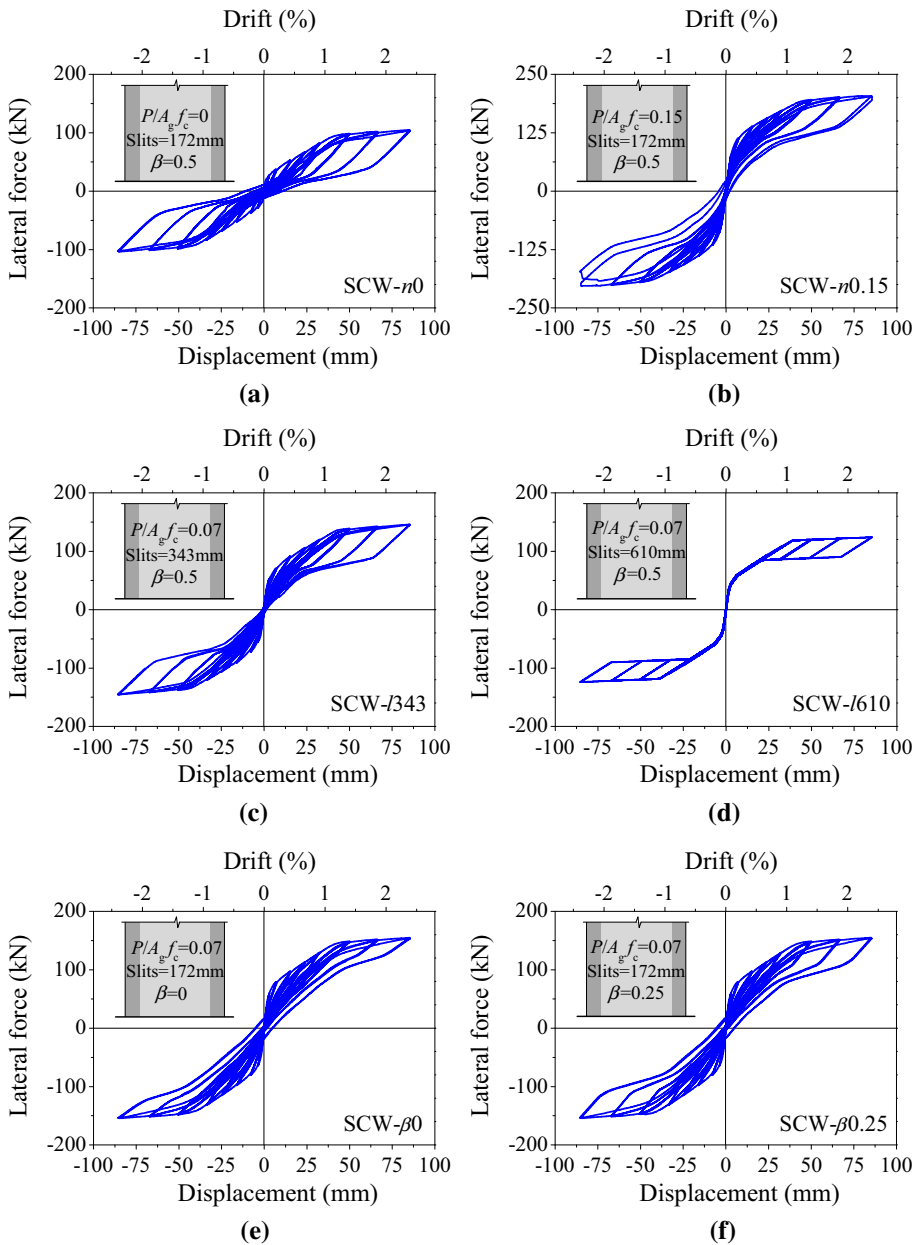 Drift (%)
-2 -1 0 1 2
200
100
0
-100
-200
Lateral force (kN)
P/Agfc=0
Slits=172mm
β=0.5
SCW-n0
-100 -75 -50 -25 0 25 50 75 100
Displacement (mm)
(a)
Drift (%)
-2 -1 0 1 2
250
125
0
-125
-250
Lateral force (kN)
P/Agfc=0.15
Slits=172mm
β=0.5
SCW-n0.15
-100 -75 -50 -25 0 25 50 75 100
Displacement (mm)
(b)
Drift (%)
-2 -1 0 1 2
200
100
0
-100
-200
Lateral force (kN)
P/Agfc=0.07
Slits=343mm
β=0.5
SCW-l343
-100 -75 -50 -25 0 25 50 75 100
Displacement (mm)
(c)
Drift (%)
-2 -1 0 1 2
200
100
0
-100
-200
Lateral force (kN)
P/Agfc=0.07
Slits=610mm
β=0.5
SCW-l610
-100 -75 -50 -25 0 25 50 75 100
Displacement (mm)
(d)
Drift (%)
-2 -1 0 1 2
200
100
0
-100
-200
Lateral force (kN)
P/Agfc=0.07
Slits=172mm
β=0
SCW-β0
-100 -75 -50 -25 0 25 50 75 100
Displacement (mm)
(e)
Drift (%)
-2 -1 0 1 2
200
100
0
-100
-200
Lateral force (kN)
P/Agfc=0.07
Slits=172mm
β=0.25
SCW-β0.25
-100 -75 -50 -25 0 25 50 75 100
Displacement (mm)
(f)